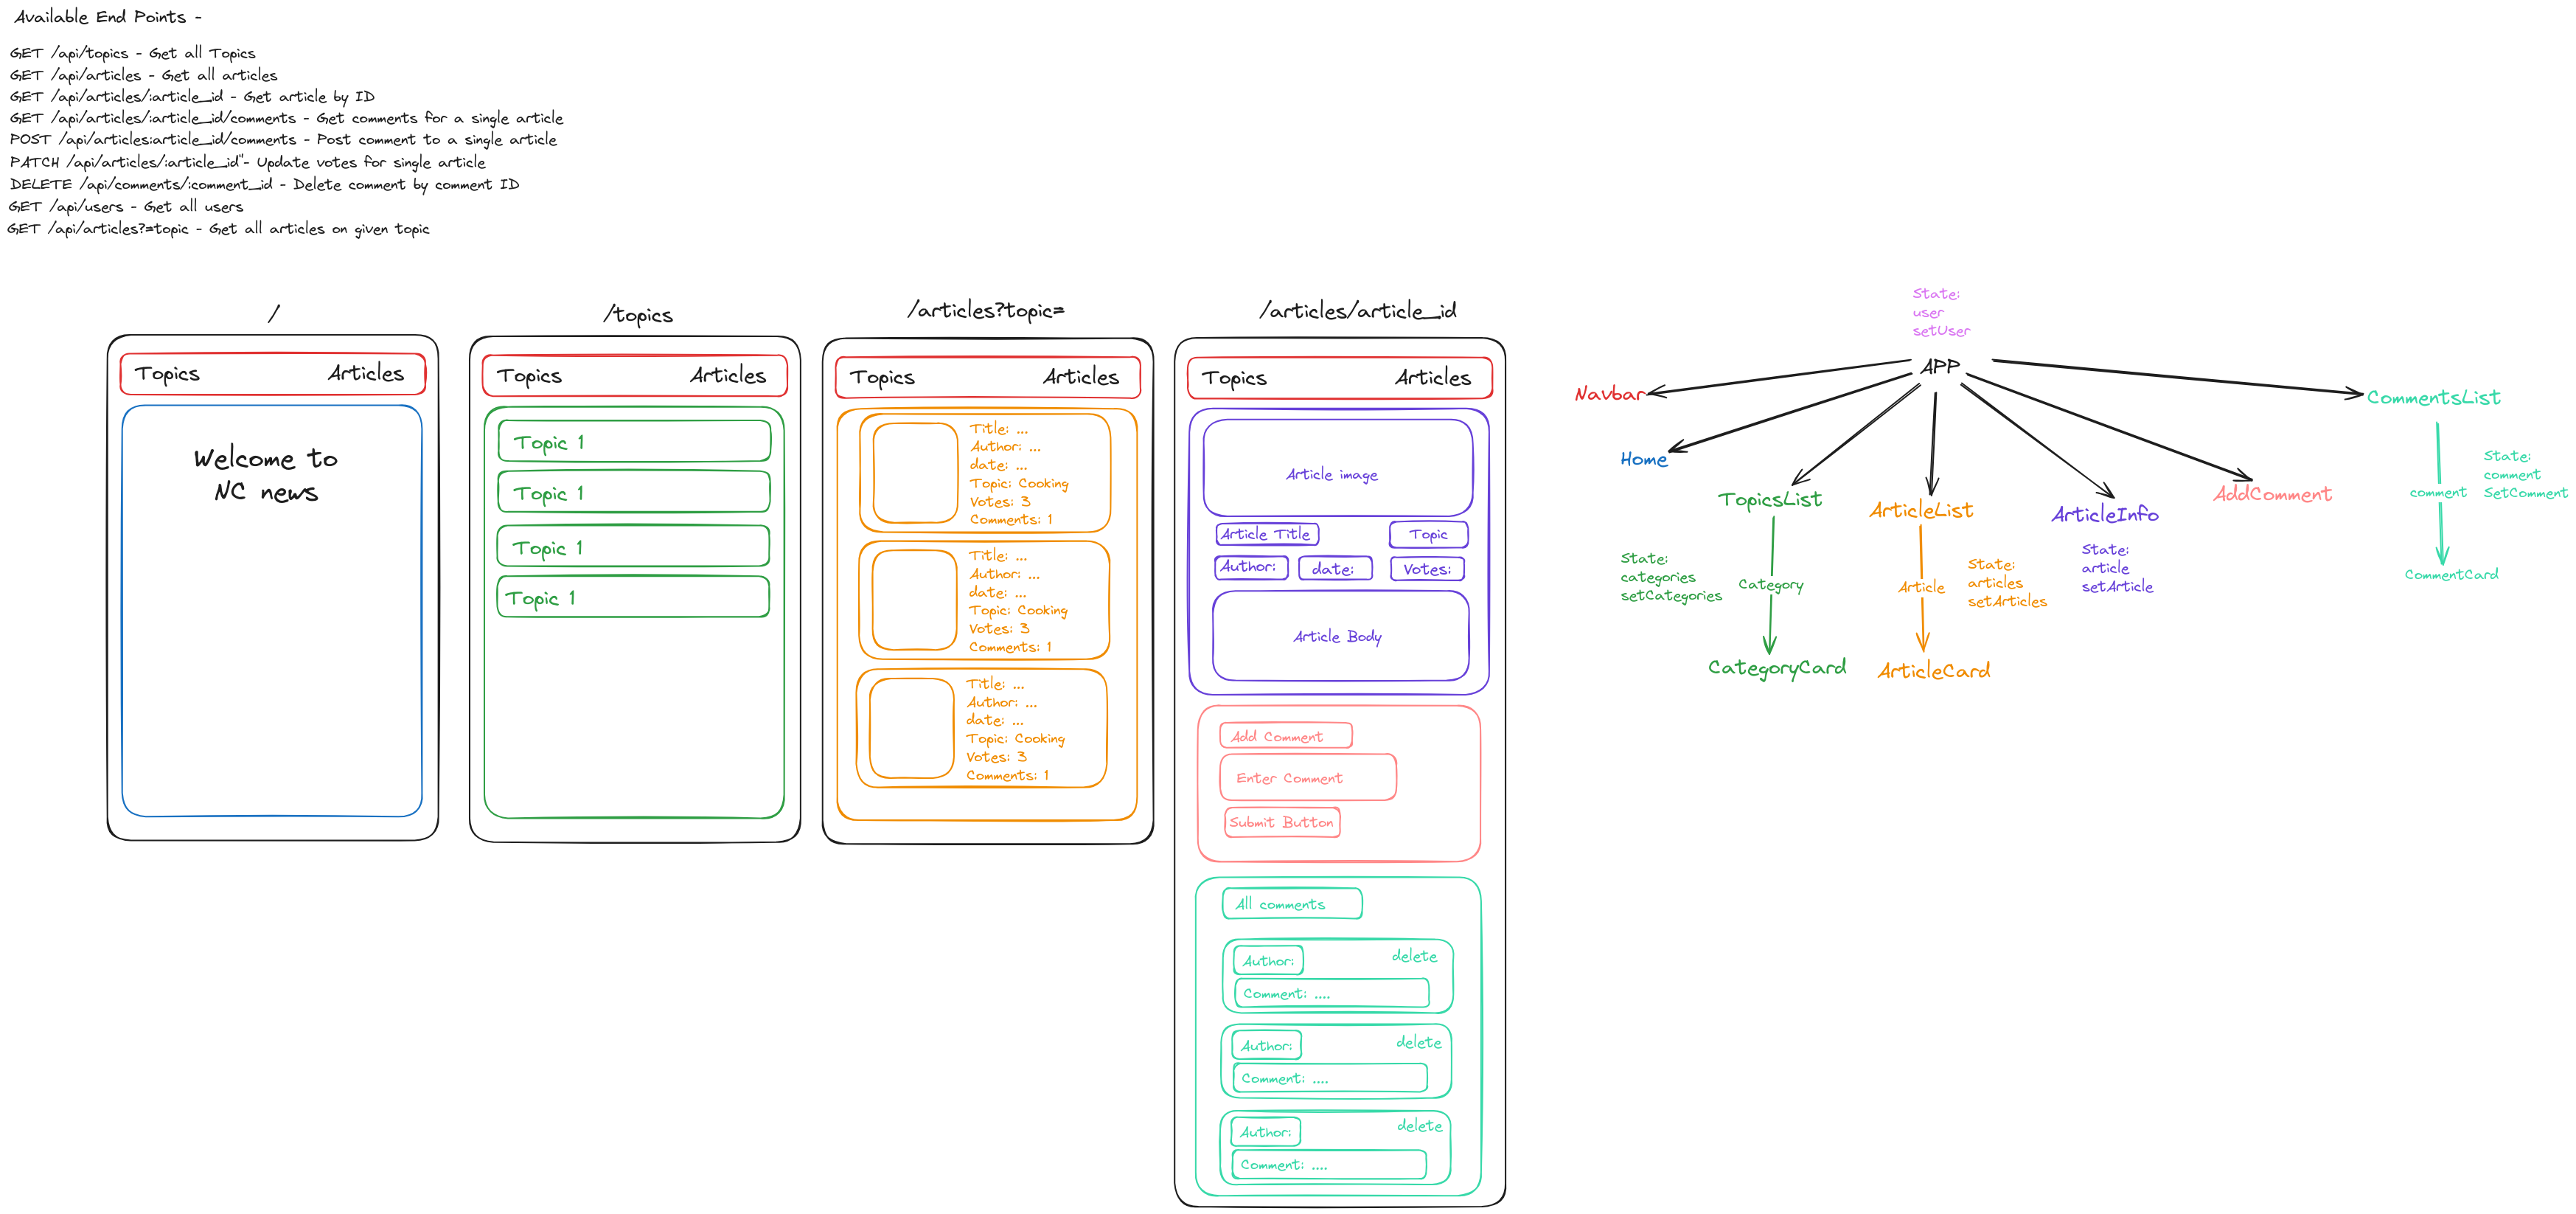 Available End Points -
GET /api/topics - Get all Topics
GET /api/articles - Get all articles
GET /api/articles/:article_id - Get article by ID
GET /api/articles/:article_id/comments - Get comments for a single article
POST /api/articles:article_id/comments - Post comment to a single article
PATCH /api/articles/:article_id"- Update votes for single article
DELETE /api/comments/:comment_id - Delete comment by comment ID
GET /api/users - Get all users
GET /api/articles?=topic - Get all articles on given topic
/
Topics Articles
Welcome to
NC news
/topics
Topics Articles
Topic 1
Topic 1
Topic 1
Topic 1
/articles?topic=
Topics Articles
Title: ...
Author: ...
date: ...
Topic: Cooking
Votes: 3
Comments: 1
Title: ...
Author: ...
date: ...
Topic: Cooking
Votes: 3
Comments: 1
Title: ...
Author: ...
date: ...
Topic: Cooking
Votes: 3
Comments: 1
/articles/article_id
Topics Articles
Article image
Article Title Topic
Author: date: Votes:
Article Body
Add Comment
Enter Comment
Submit Button
All comments
Author: delete
Comment: ....
Author: delete
Comment: ....
Author: delete
Comment: ....
State:
user
setUser
APP
Navbar
Home
TopicsList
State:
categories
setCategories
Category
CategoryCard
ArticleList
Article
State:
articles
setArticles
ArticleCard
ArticleInfo
State:
article
setArticle
AddComment
CommentsList
comment
State:
comment
SetComment
CommentCard